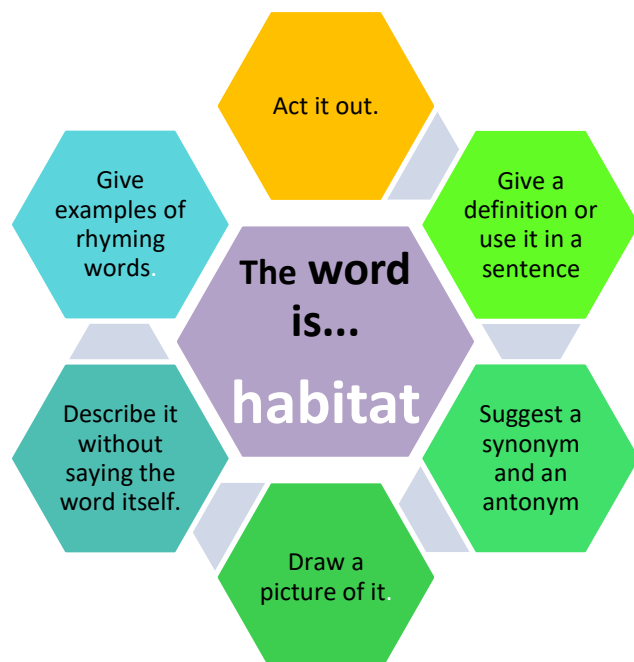 Act it out.
Give a
definition or
use it in a
sentence
Suggest a
synonym
and an
antonym
Draw a
picture of it.
Describe it
without
saying the
word itself.
Give
examples of
rhyming
words.
The word
is...
habitat